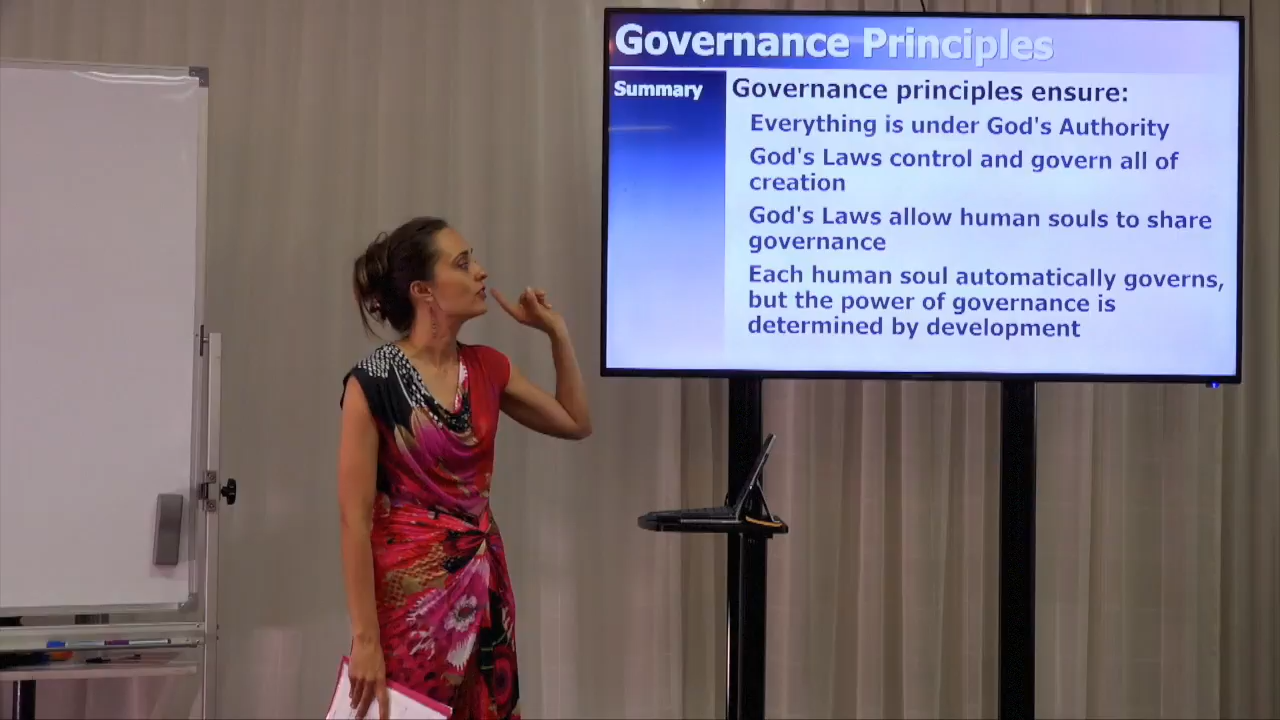 Governance Principles
Summary
Governance principles ensure:
Everything is under God's Authority
God's Laws control and govern all of
creation
God's Laws allow human souls to share
governance
Each human soul automatically governs,
but the power of governance is
determined by development